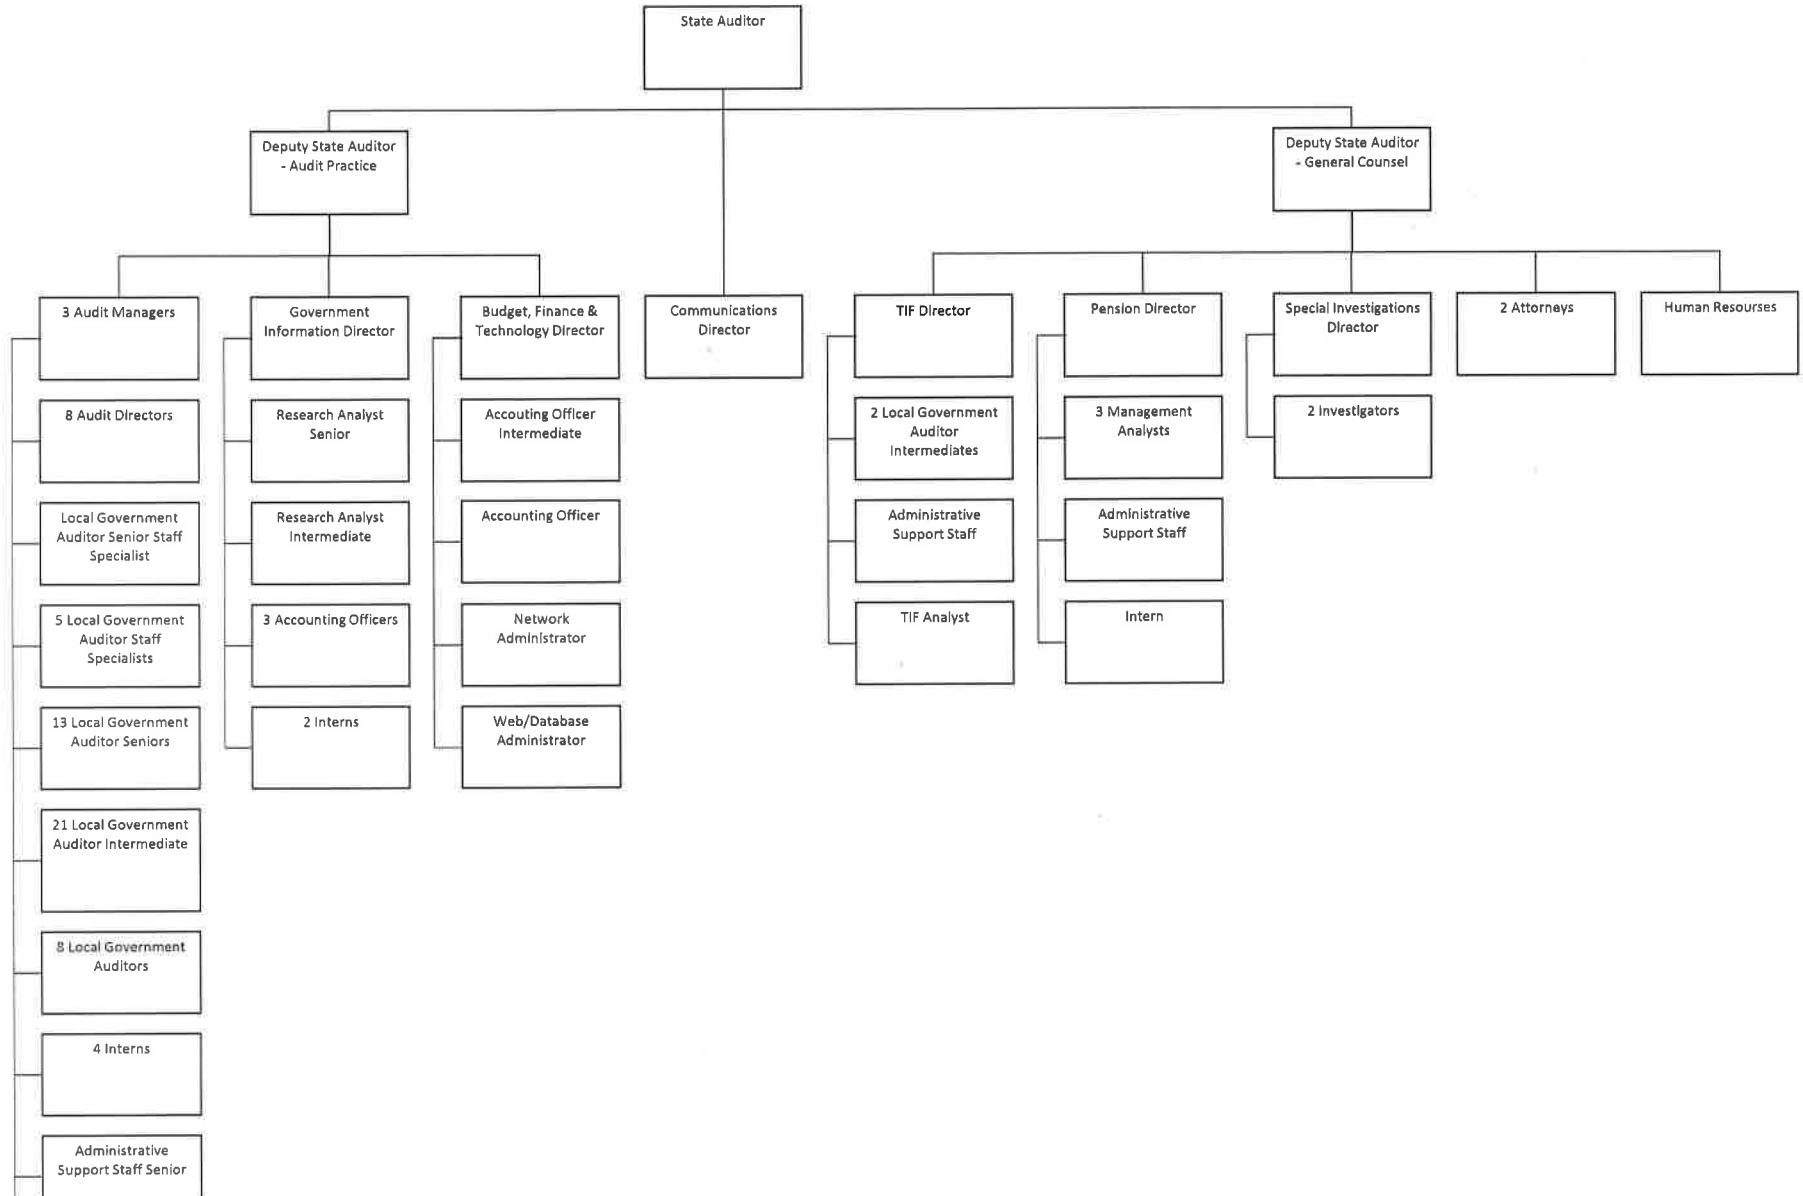 State Auditor
Deputy State Auditor
- Audit Practice
Deputy State Auditor
- General Counsel
3 Audit Managers
Government
Information Director
Budget, Finance &
Technology Director
Communications
Director
TIF Director
Pension Director
Special Investigations
Director
2 Attorneys
Human Resourses
8 Audit Directors
Local Government
Auditor Senior Staff
Specialist
5 Local Government
Auditor Staff
Specialists
13 Local Government
Auditor Seniors
21 Local Government
Auditor Intermediate
8 Local Government
Auditors
4 Interns
Administrative
Support Staff Senior
Research Analyst
Senior
Research Analyst
Intermediate
3 Accounting Officers
2 Interns
Accouting Officer
Intermediate
Accounting Officer
Network
Administrator
Web/Database
Administrator
2 Local Government
Auditor
Intermediates
Administrative
Support Staff
TIF Analyst
3 Management
Analysts
Administrative
Support Staff
Intern
2 Investigators